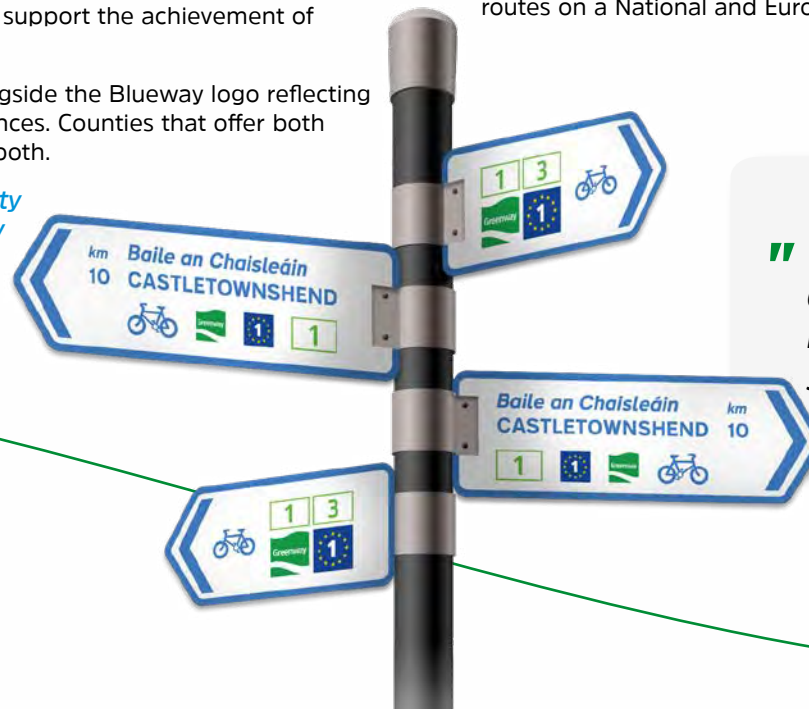 support the achievement of
routes on a National and Euro
gside the Blueway logo reflecting
nces. Counties that offer both
both.
ty
y
1 3
Greenway 1
km Baile an Chaisleáin
10 CASTLETOWNSHEND
Greenway 1 1
"
Baile an Chaisleáin km
CASTLETOWNSHEND 10
1 1 Greenway
1 3
Greenway 1